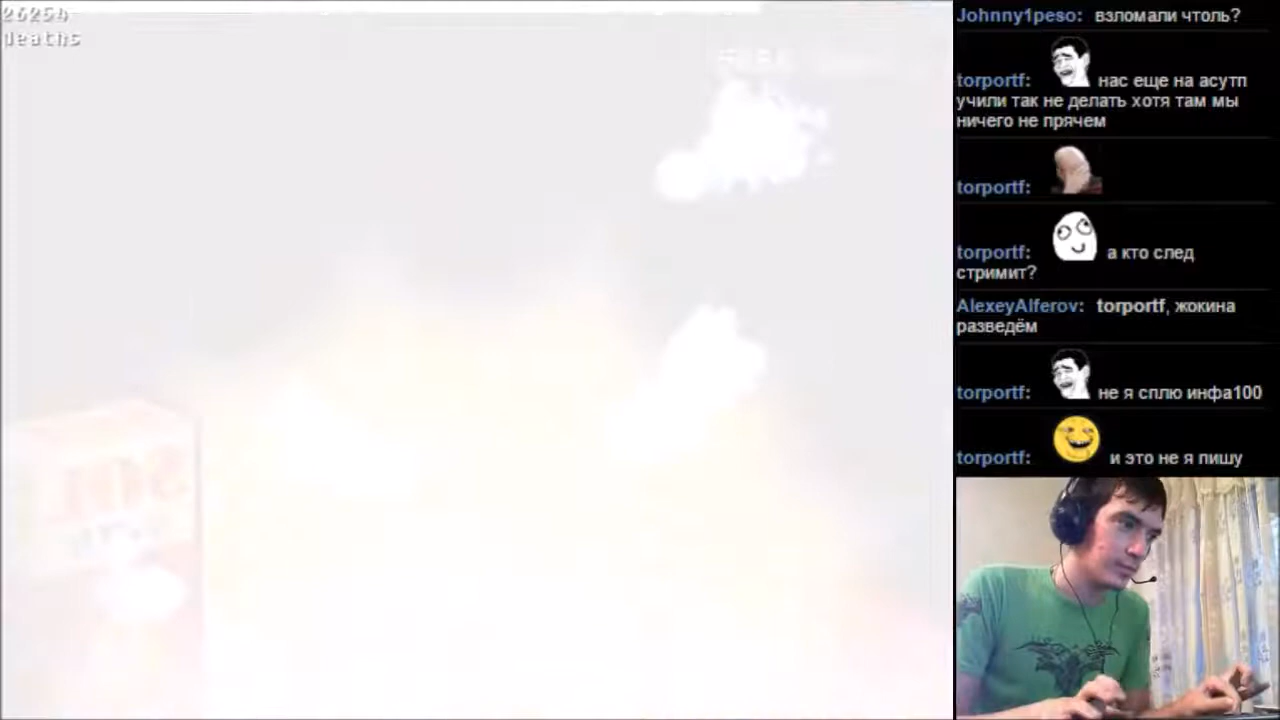 26254
deaths
Johnny1peso: взломали чтоль?
torportf: нас еще на асутп
учили так не делать хотя там мы
ничего не прячем
torportf:
torportf: а кто след
стримит?
AlexeyAlferov: torportf, жокина
разведём
torportf: не я сплю инфа100
torportf: и это не я пишу